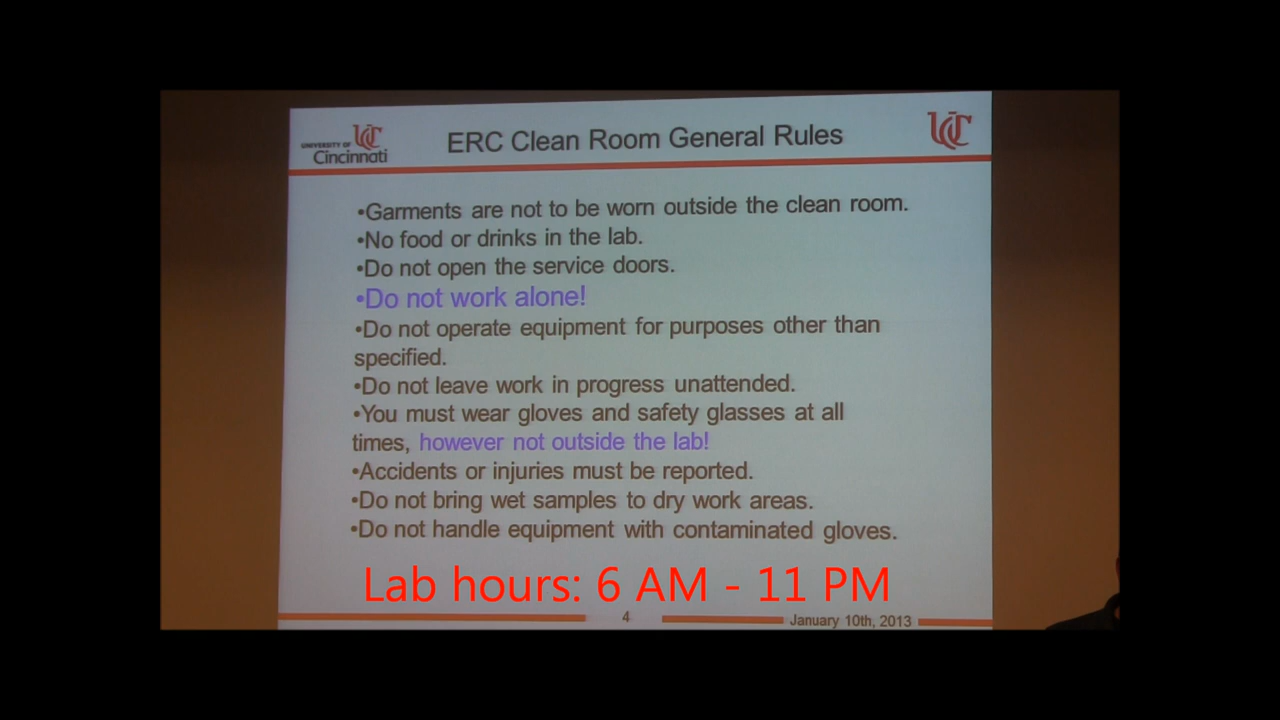 UNIVERSITY OF
Cincinnati
UC
ERC Clean Room General Rules
UC
•Garments are not to be worn outside the clean room.
•No food or drinks in the lab.
•Do not open the service doors.
•Do not work alone!
•Do not operate equipment for purposes other than
specified.
•Do not leave work in progress unattended.
•You must wear gloves and safety glasses at all
times, however not outside the lab!
•Accidents or injuries must be reported.
•Do not bring wet samples to dry work areas.
•Do not handle equipment with contaminated gloves.
Lab hours: 6 AM - 11 PM
4
January 10th, 2013